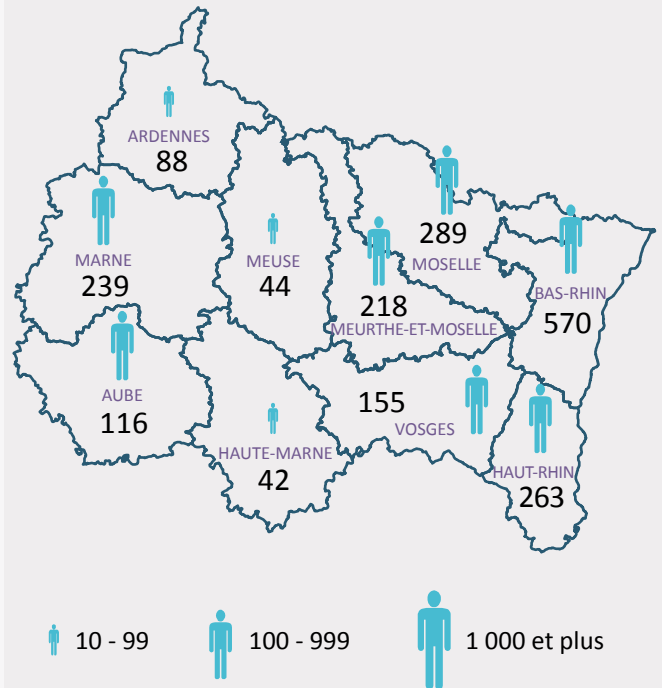 ARDENNES
88
MARNE
239
MEUSE
44
289
MOSELLE
218
MEURTHE-ET-MOSELLE
BAS-RHIN
570
AUBE
116
HAUTE-MARNE
42
155
VOSGES
HAUT-RHIN
263
10 - 99
100 - 999
1 000 et plus